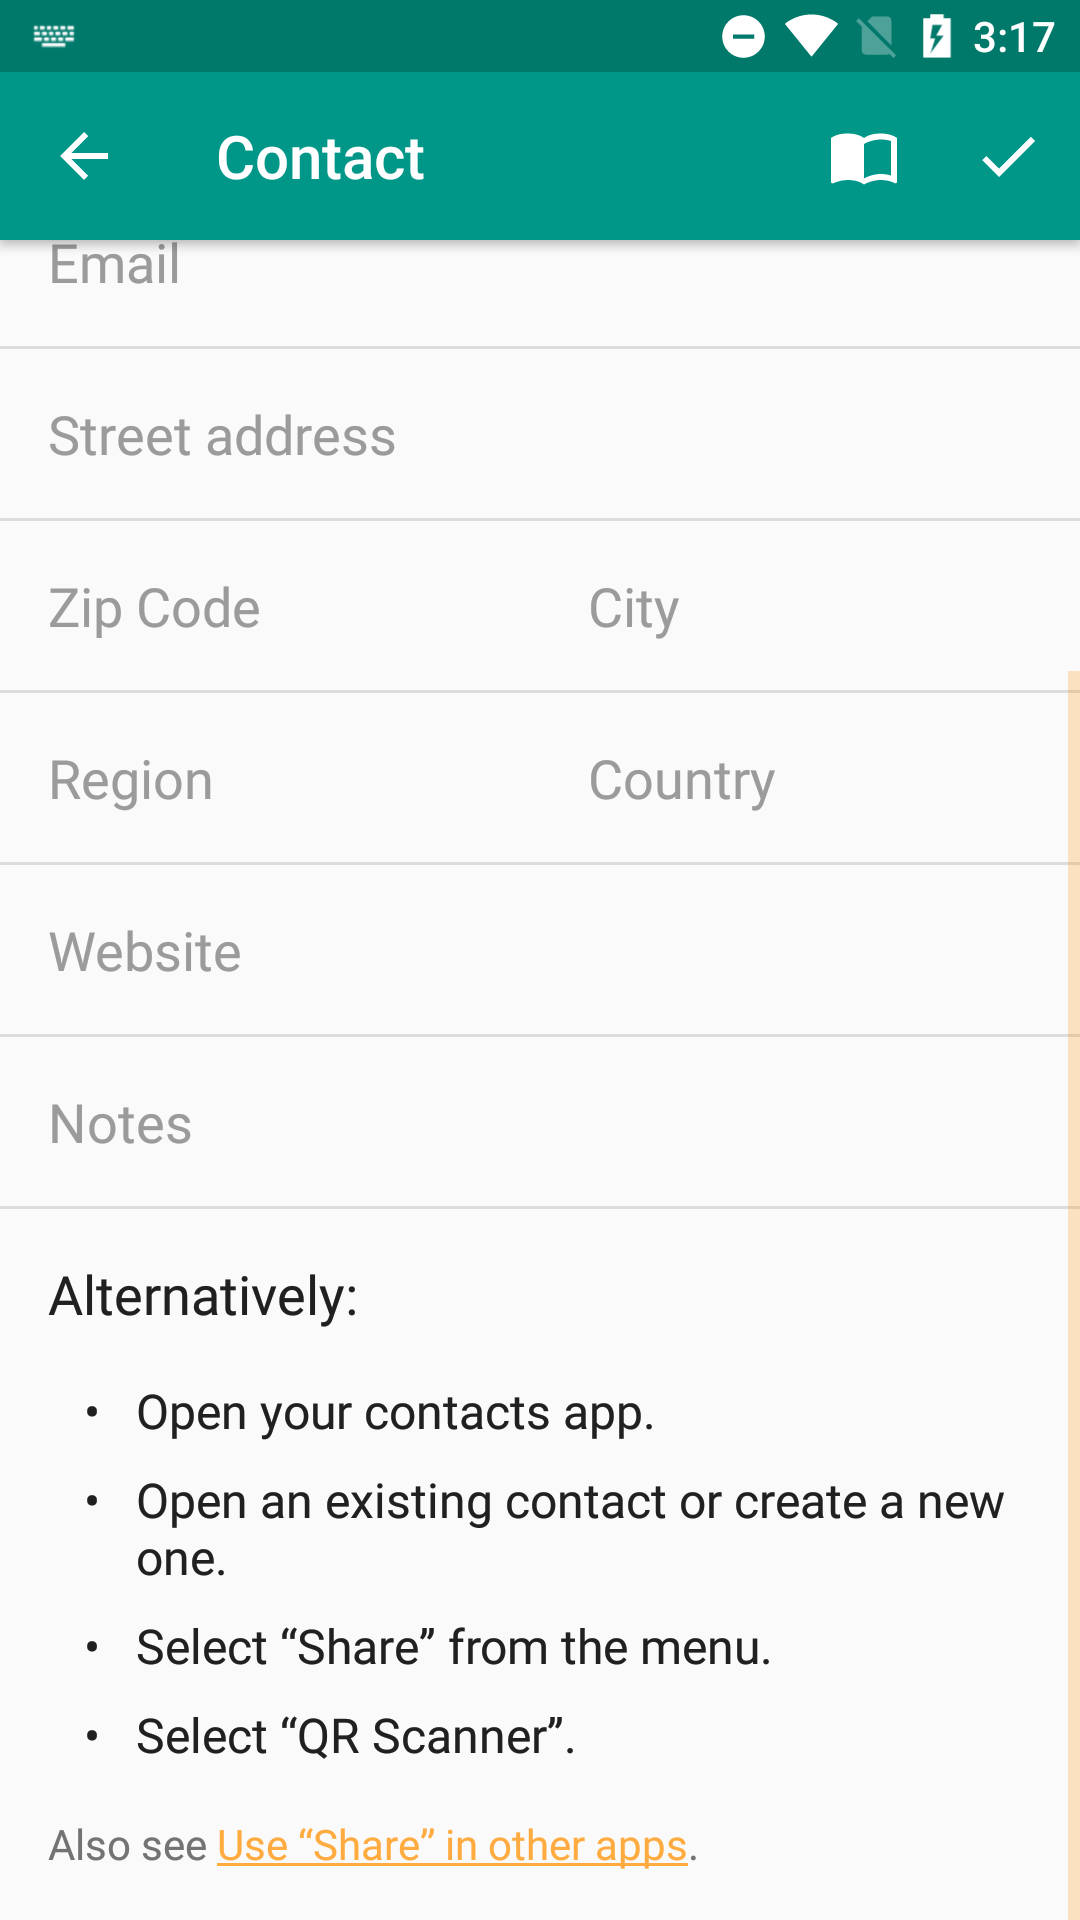 3:17
Contact
Email
Street address
Zip Code City
Region Country
Website
Notes
Alternatively:
• Open your contacts app.
• Open an existing contact or create a new
one.
• Select “Share” from the menu.
• Select “QR Scanner”.
Also see Use “Share” in other apps.